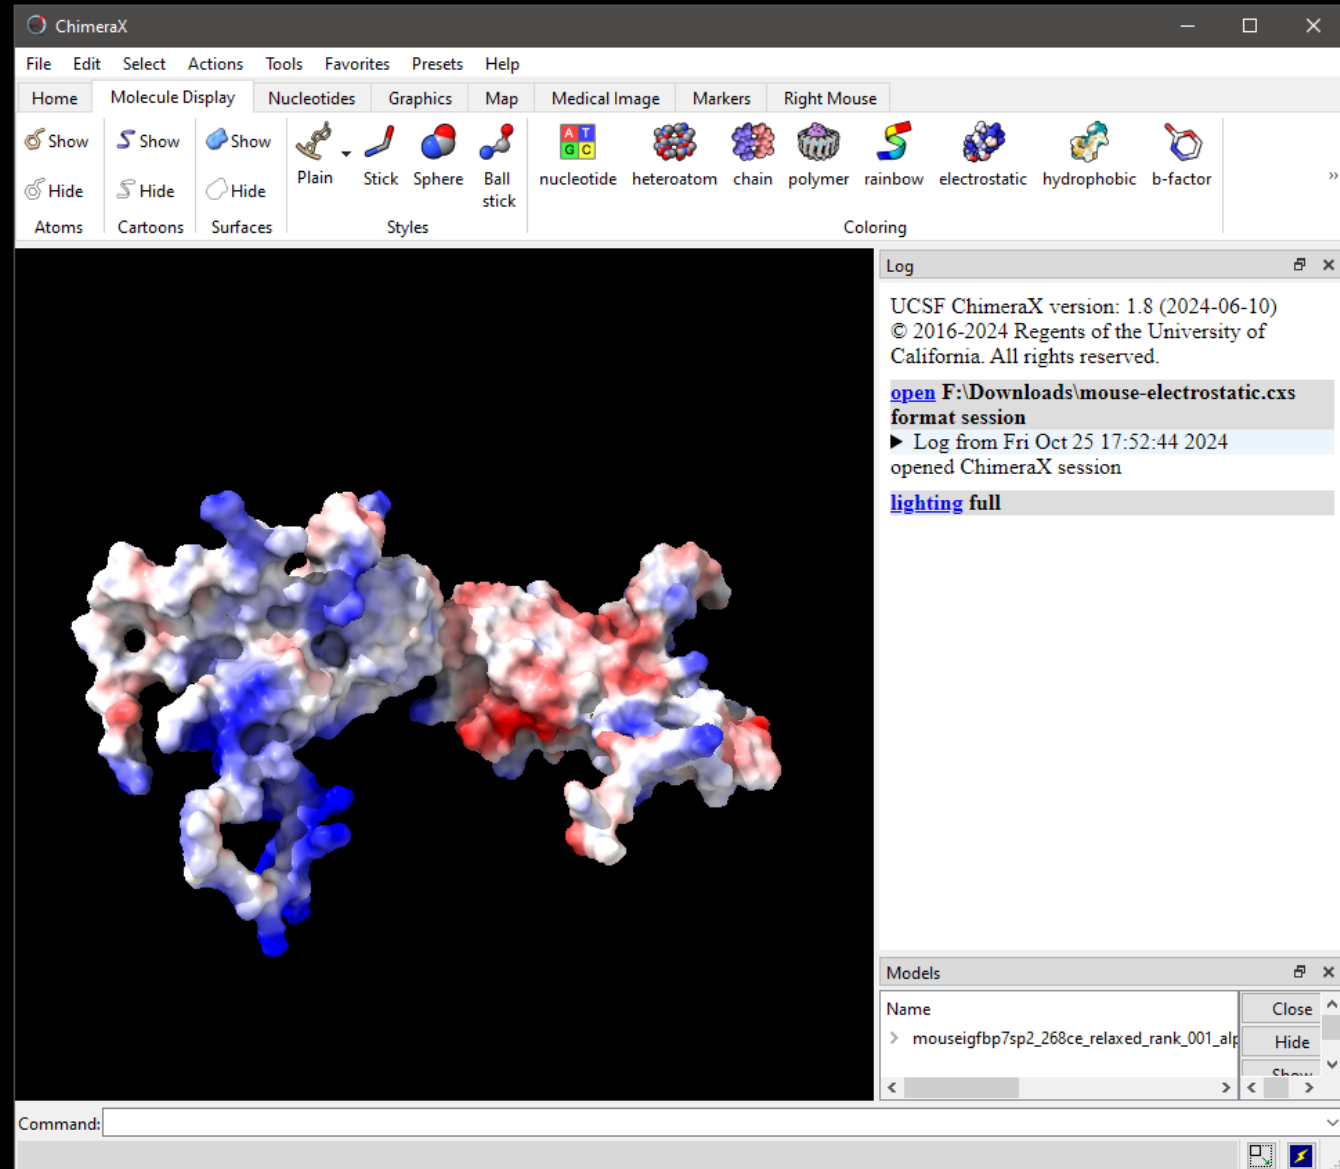 ChimeraX
File Edit Select Actions Tools Favorites Presets Help
Home Molecule Display Nucleotides Graphics Map Medical Image Markers Right Mouse
Show Show Show
Hide Hide Hide
Atoms Cartoons Surfaces
Plain Stick Sphere Ball stick
Styles
A T G C
nucleotide heteroatom chain polymer rainbow electrostatic hydrophobic b-factor
»
Coloring
Log
UCSF ChimeraX version: 1.8 (2024-06-10)
© 2016-2024 Regents of the University of
California. All rights reserved.
open F:\Downloads\mouse-electrostatic.cxs
format session
Log from Fri Oct 25 17:52:44 2024
opened ChimeraX session
lighting full
Models
Name
mouseigfbp7sp2_268ce_relaxed_rank_001_alp
Close
Hide
Show
Command: